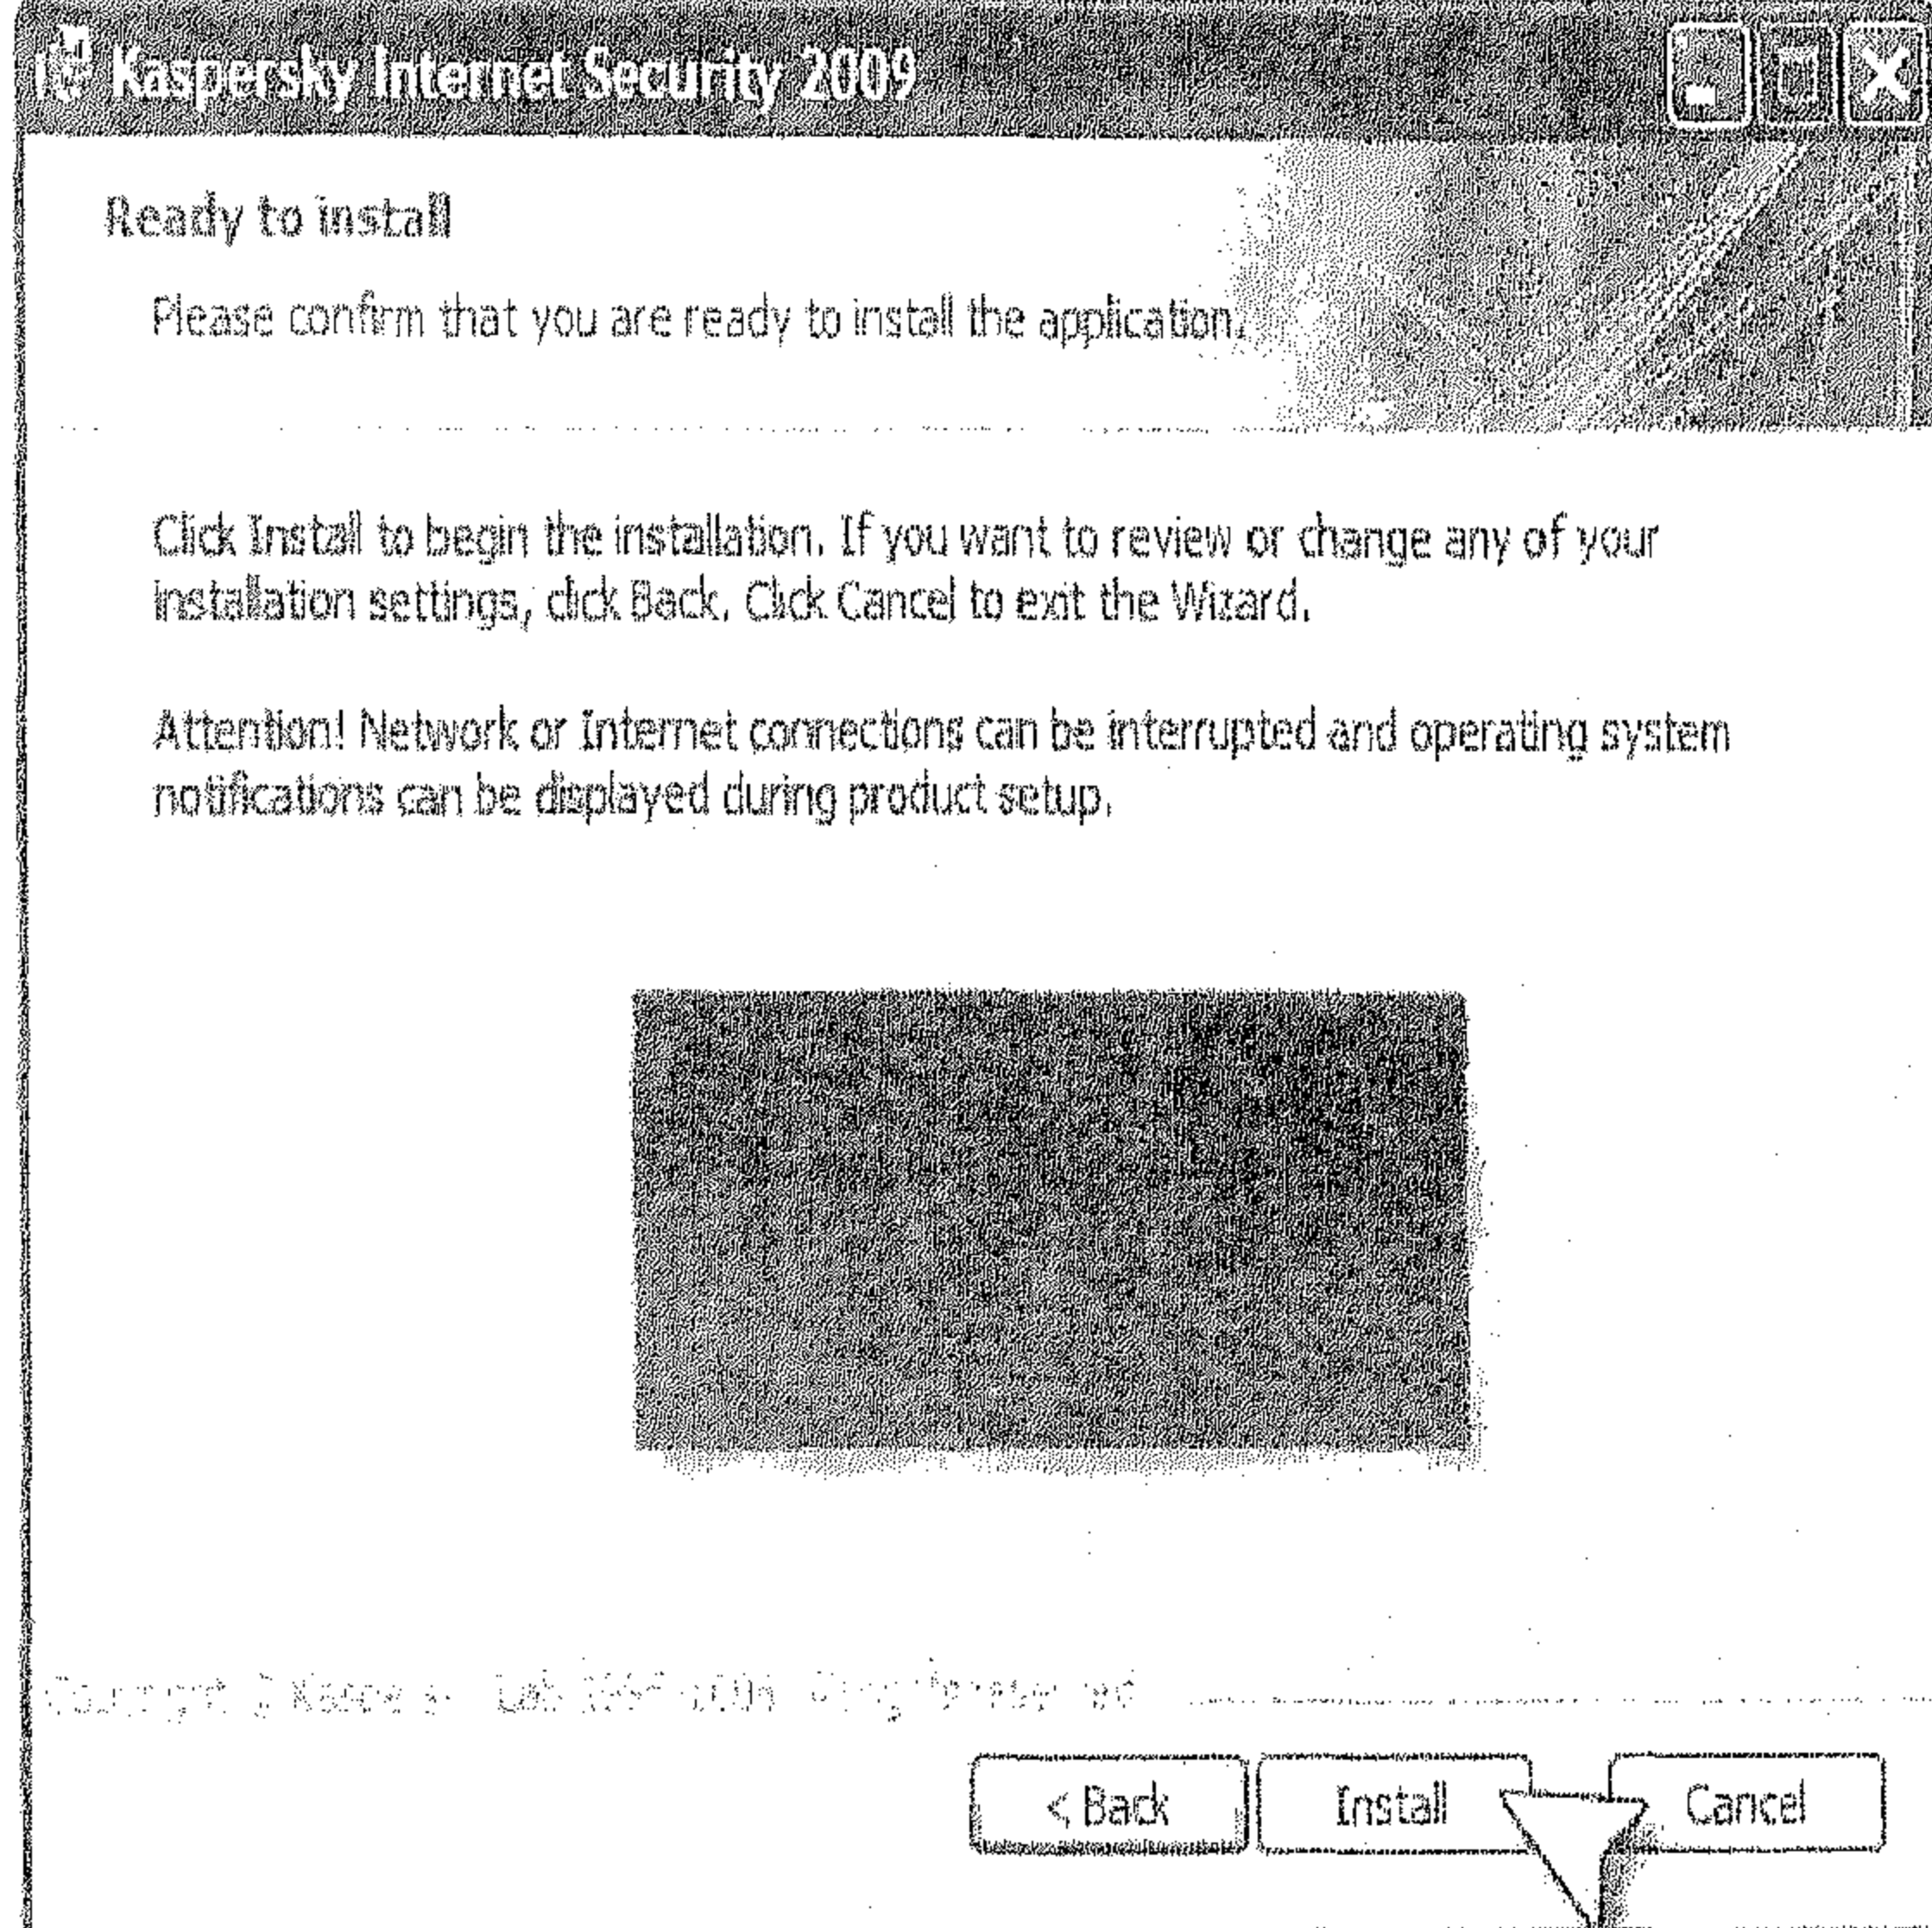 Kaspersky Internet Security 2009
Ready to install
Please confirm that you are ready to install the application.
Click Install to begin the installation. If you want to review or change any of your
installation settings, click Back. Click Cancel to exit the Wizard.
Attention! Network or Internet connections can be interrupted and operating system
notifications can be displayed during product setup.
< Back
Install
Cancel